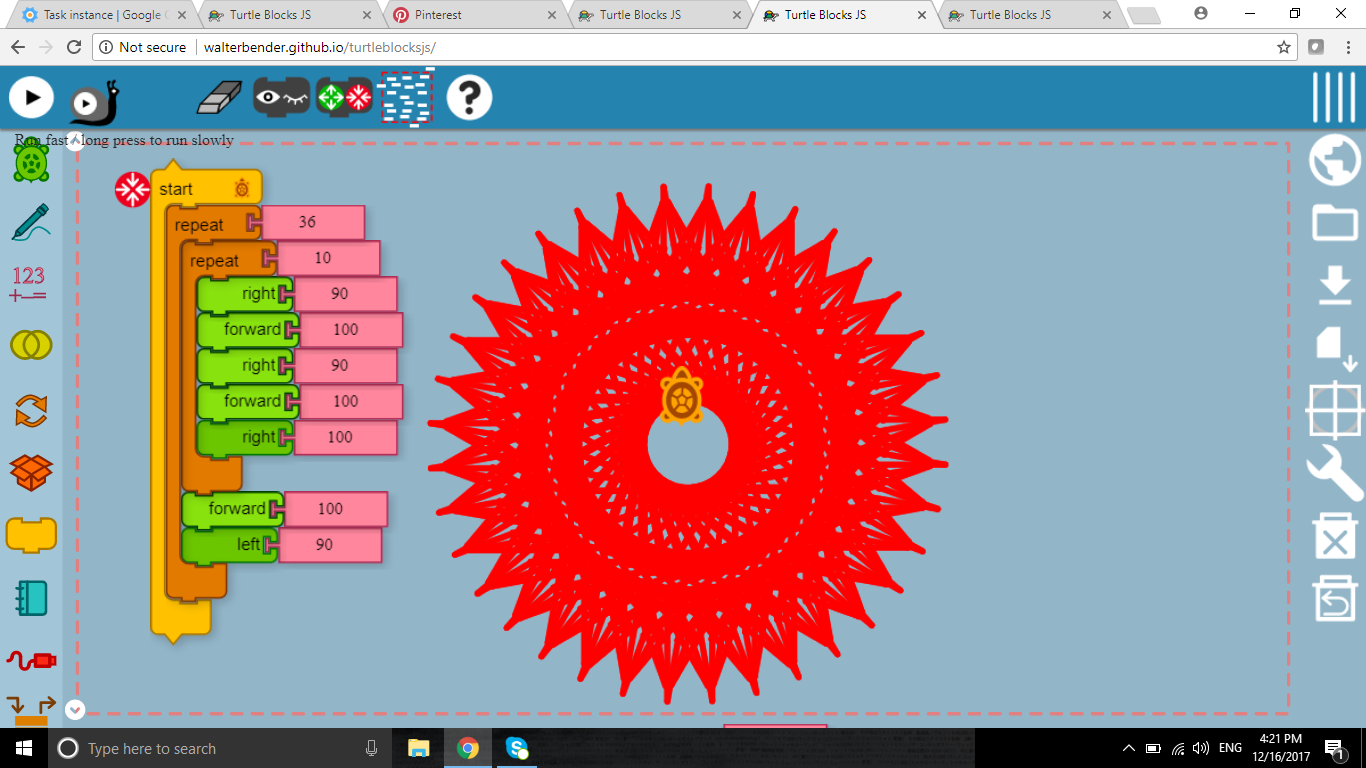 Task instance | Google C
Turtle Blocks JS
Pinterest
Turtle Blocks JS
Turtle Blocks JS
Turtle Blocks JS
Not secure
walterbender.github.io/turtleblocksjs/
Run fast / long press to run slowly
start
repeat 36
repeat 10
right 90
forward 100
right 90
forward 100
right 100
forward 100
left 90
123
+–=
?
Type here to search
ENG
4:21 PM
12/16/2017
1